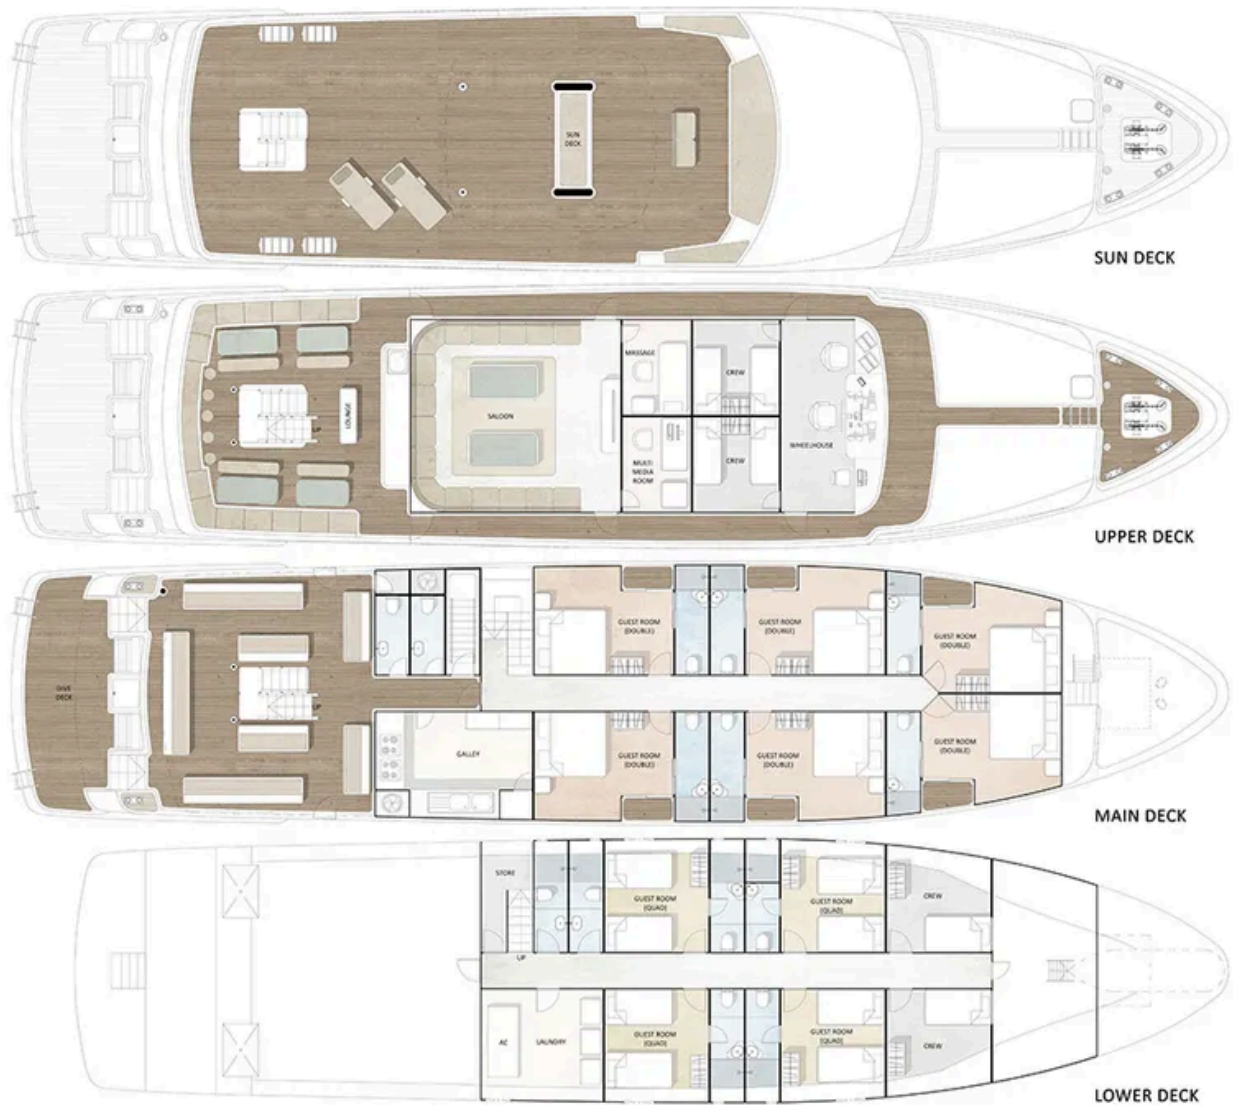 SUN
DECK
SUN DECK
MASSAGE
CREW
LOUNGE
UP
SALOON
WHEELHOUSE
MULTI
MEDIA
ROOM
CREW
UPPER DECK
GUEST ROOM
(DOUBLE)
GUEST ROOM
(DOUBLE)
GUEST ROOM
(DOUBLE)
DIVE
DECK
UP
GALLEY
GUEST ROOM
(DOUBLE)
GUEST ROOM
(DOUBLE)
GUEST ROOM
(DOUBLE)
MAIN DECK
STORE
GUEST ROOM
(QUAD)
GUEST ROOM
(QUAD)
CREW
UP
AC
LAUNDRY
GUEST ROOM
(QUAD)
GUEST ROOM
(QUAD)
CREW
LOWER DECK